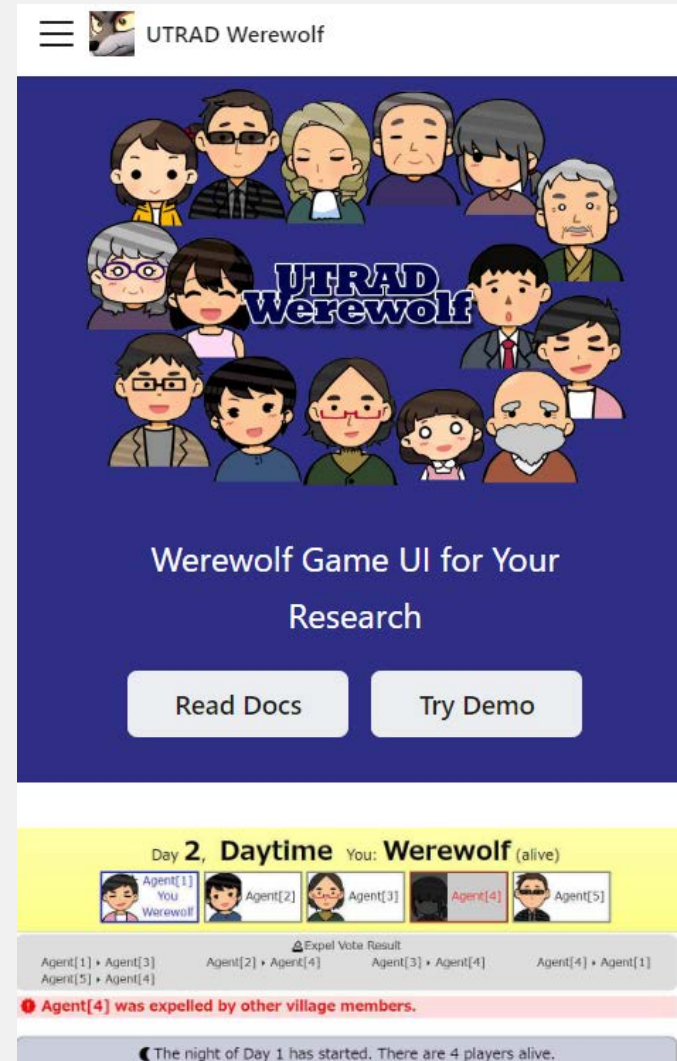 UTRAD Werewolf
UTRAD
Werewolf
Werewolf Game UI for Your
Research
Read Docs
Try Demo
Day 2, Daytime You: Werewolf (alive)
Agent[1]
You
Werewolf
Agent[2]
Agent[3]
Agent[4]
Agent[5]
Expel Vote Result
Agent[1] ‣ Agent[3] Agent[2] ‣ Agent[4] Agent[3] ‣ Agent[4] Agent[4] ‣ Agent[1]
Agent[5] ‣ Agent[4]
Agent[4] was expelled by other village members.
The night of Day 1 has started. There are 4 players alive.